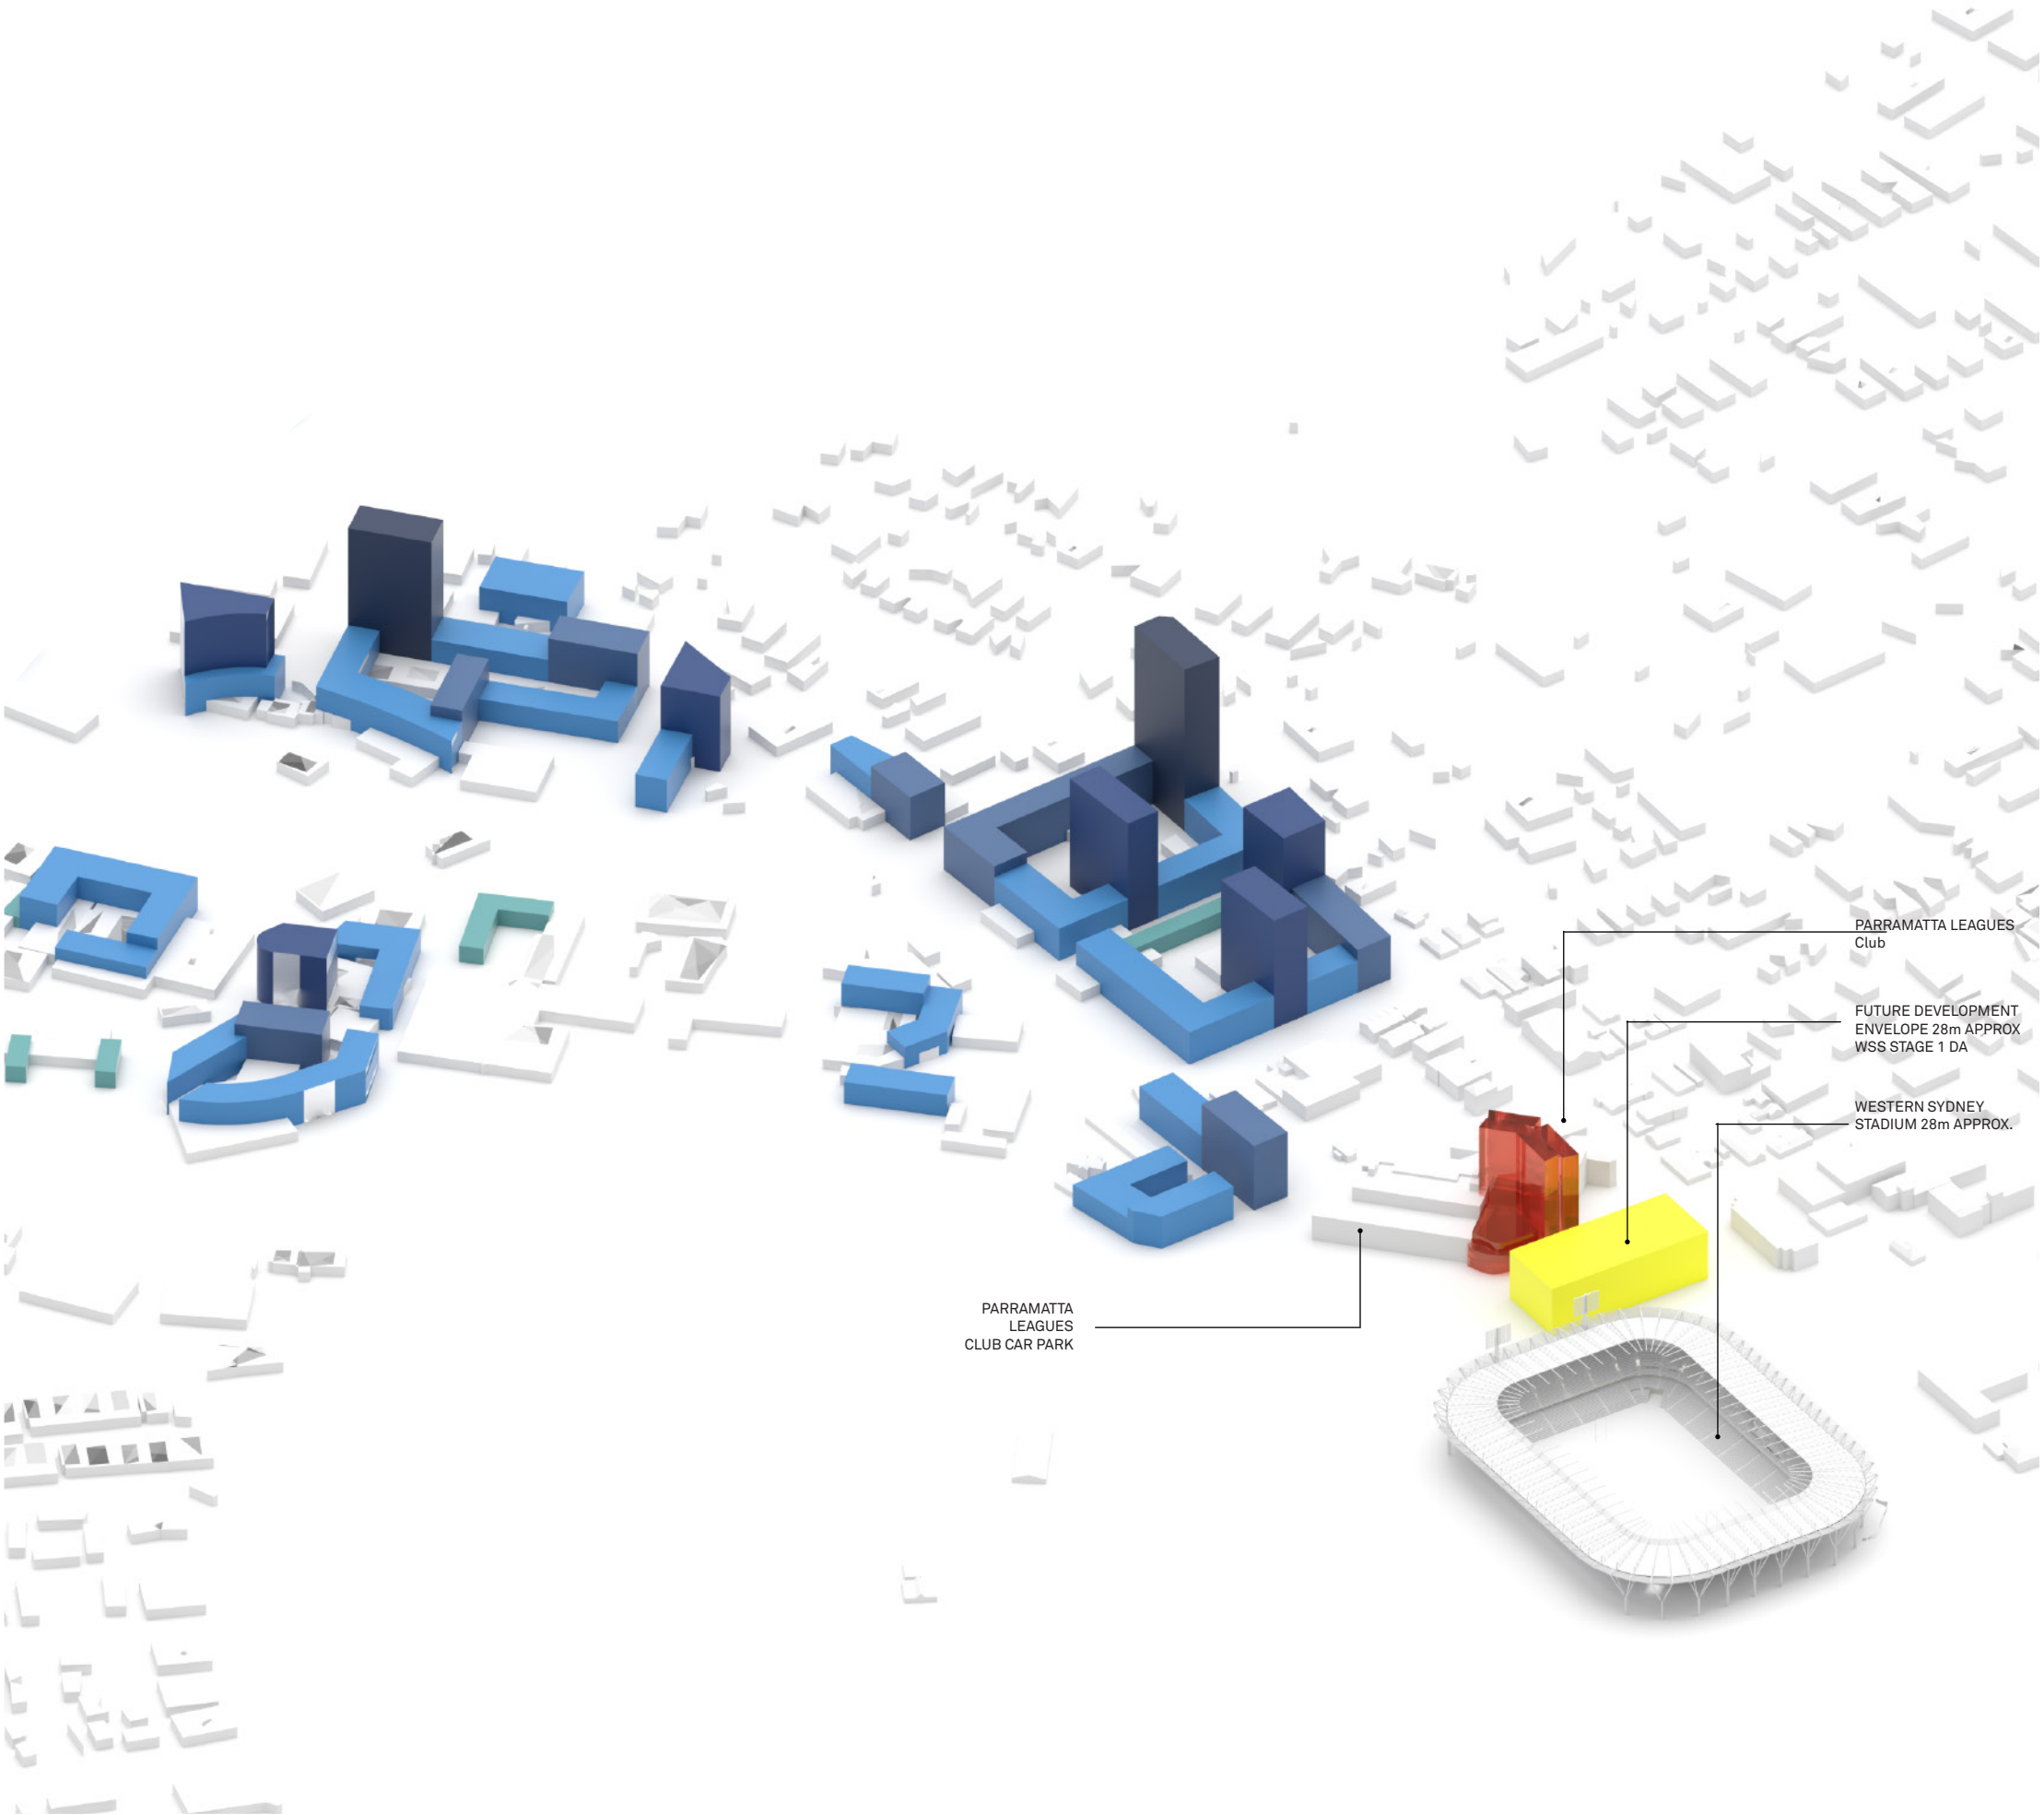 PARRAMATTA LEAGUES
Club
FUTURE DEVELOPMENT
ENVELOPE 28m APPROX
WSS STAGE 1 DA
WESTERN SYDNEY
STADIUM 28m APPROX.
PARRAMATTA
LEAGUES
CLUB CAR PARK